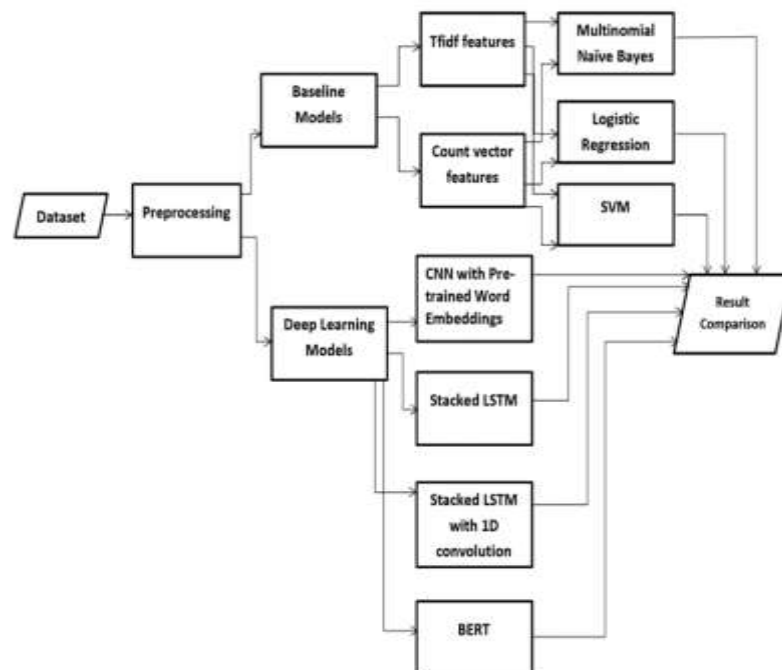 Dataset
Preprocessing
Baseline
Models
Tfidf features
Count vector
features
Multinomial
Naïve Bayes
Logistic
Regression
SVM
Deep Learning
Models
CNN with Pre-
trained Word
Embeddings
Stacked LSTM
Stacked LSTM
with 1D
convolution
BERT
Result
Comparison